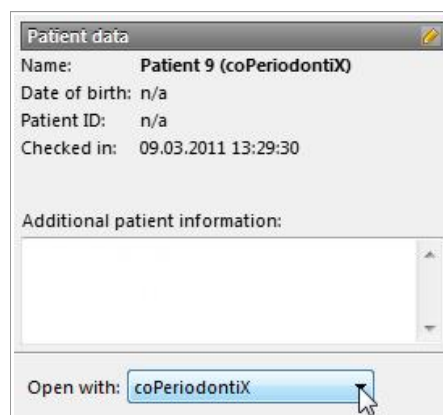 Patient data
Name: Patient 9 (coPeriodontiX)
Date of birth: n/a
Patient ID: n/a
Checked in: 09.03.2011 13:29:30
Additional patient information:
Open with: coPeriodontiX